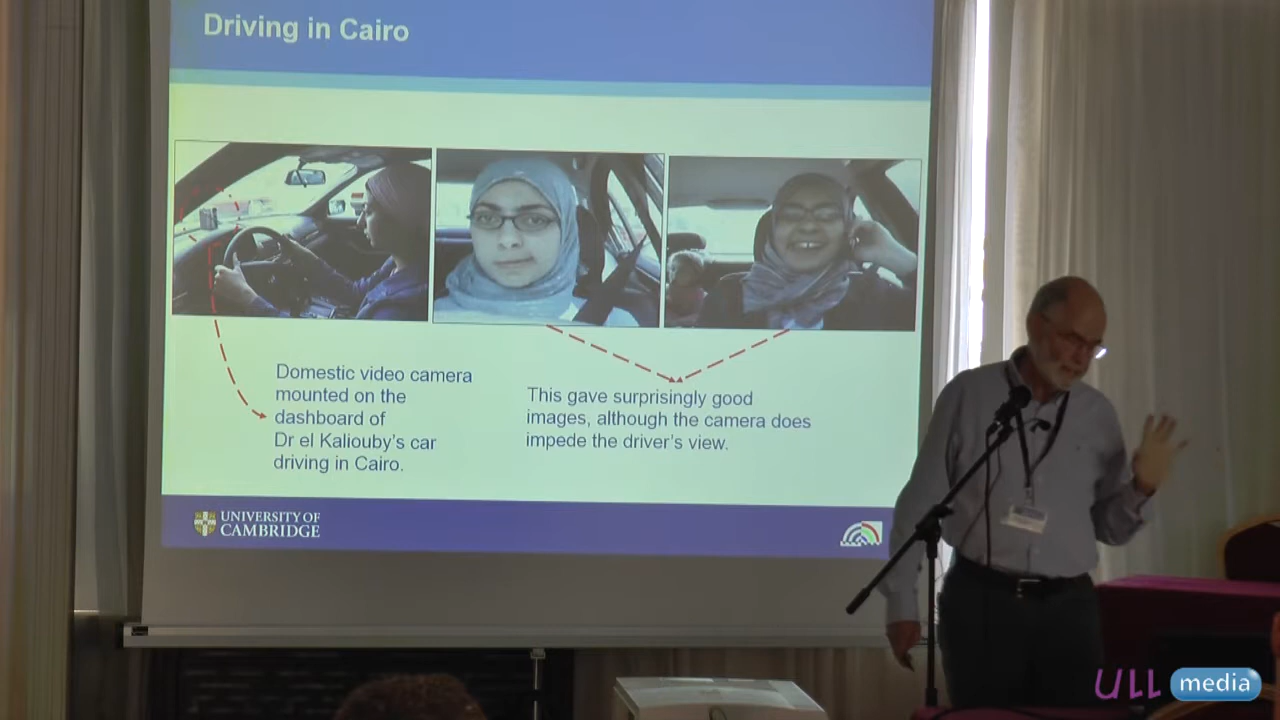 Driving in Cairo
Domestic video camera
mounted on the
dashboard of
Dr el Kaliouby's car
driving in Cairo.
This gave surprisingly good
images, although the camera does
impede the driver's view.
UNIVERSITY OF
CAMBRIDGE
ULL media